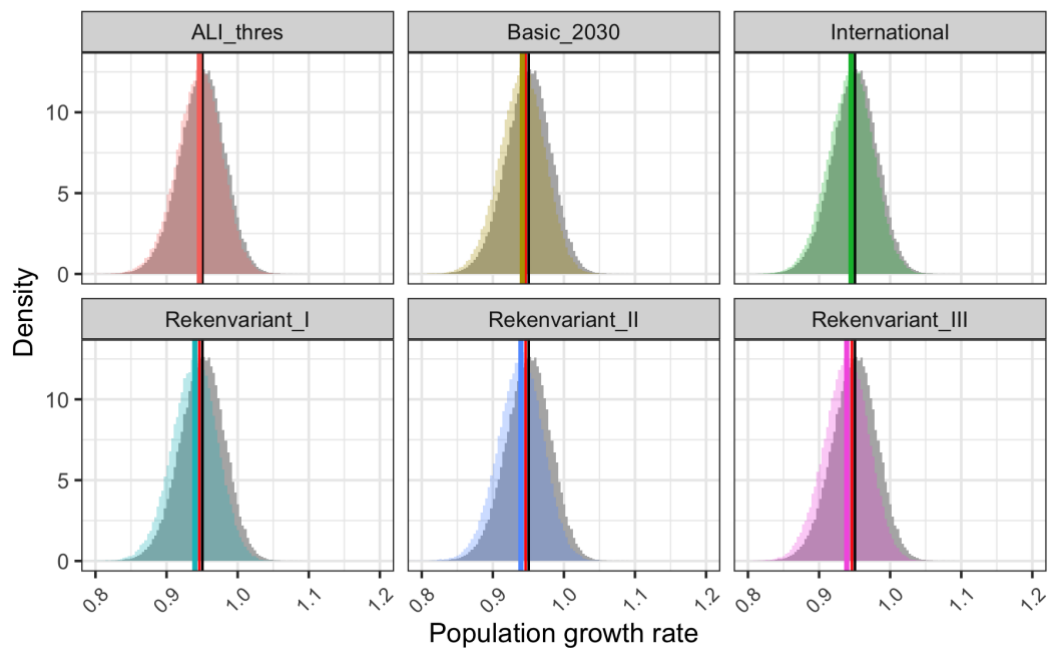 ALI_thres Basic_2030 International
10
5
0
Rekenvariant_I Rekenvariant_II Rekenvariant_III
10
5
0
0.8 0.9 1.0 1.1 1.2 0.8 0.9 1.0 1.1 1.2 0.8 0.9 1.0 1.1 1.2
Population growth rate
Density